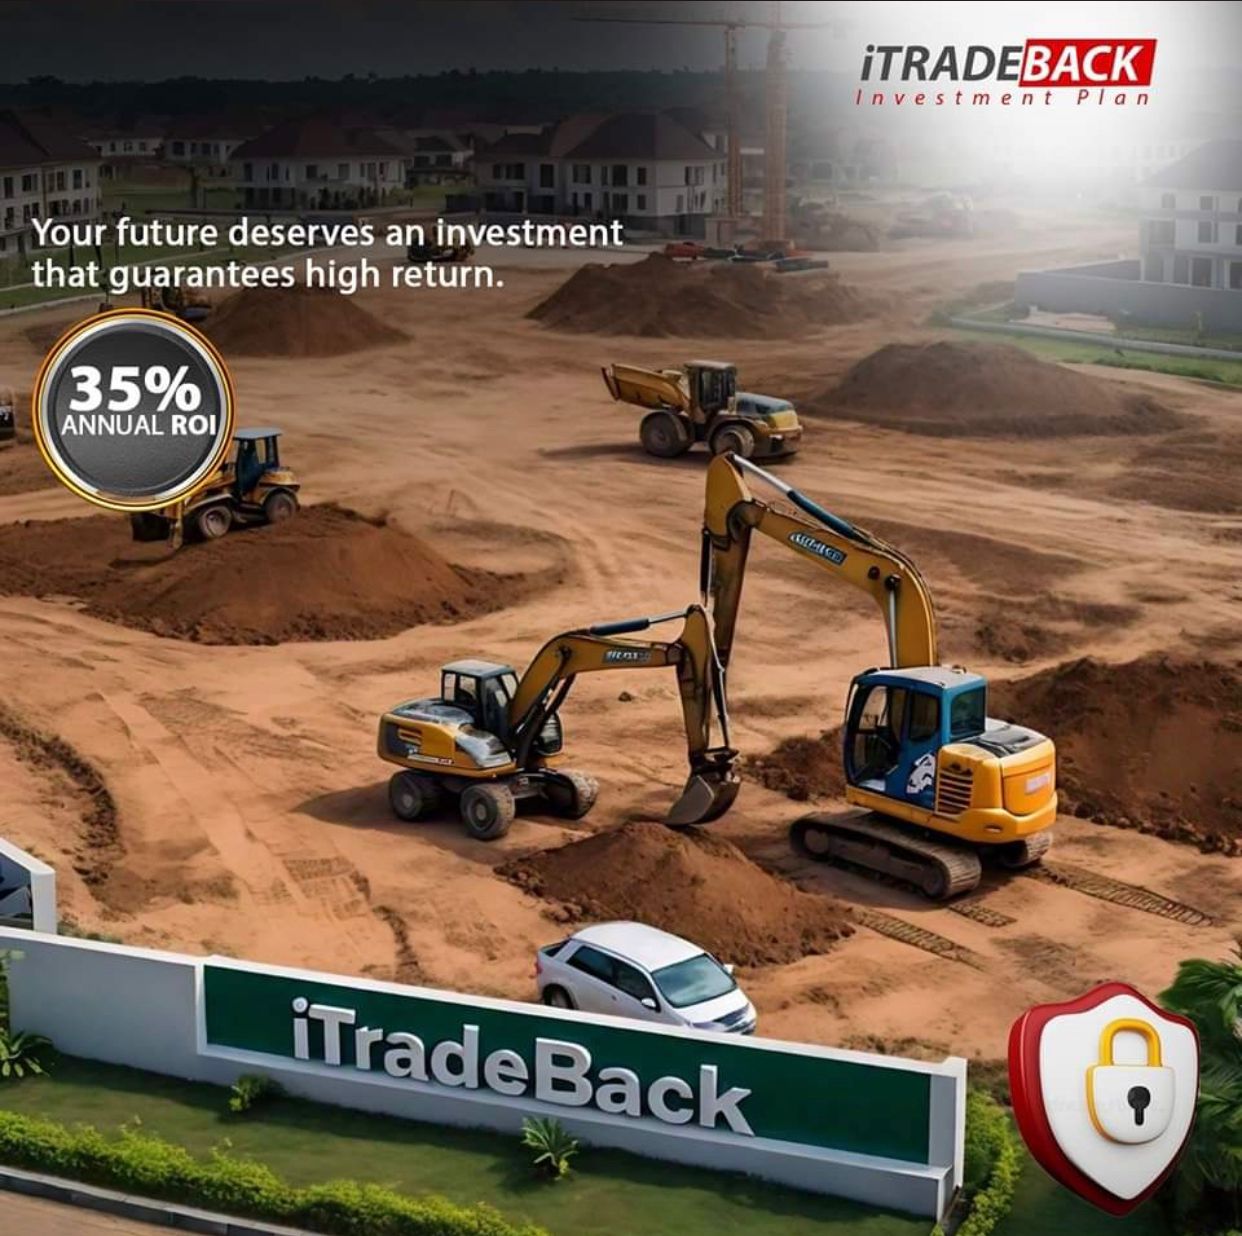 iTRADEBACK
Investment Plan
Your future deserves an investment
that guarantees high return.
35%
ANNUAL ROI
iTradeBack